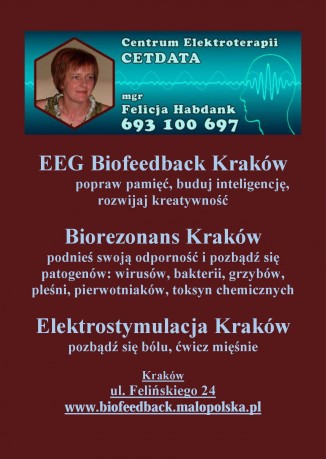 Centrum Elektroterapii
CETDATA
mgr
Felicja Habdank
693 100 697
EEG Biofeedback Kraków
popraw pamięć, buduj inteligencję,
rozwijaj kreatywność
Biorezonans Kraków
podnieś swoją odporność i pozbądź się
patogenów: wirusów, bakterii, grzybów,
pleśni, pierwotniaków, toksyn chemicznych
Elektrostymulacja Kraków
pozbądź się bólu, ćwicz mięśnie
Kraków
ul. Felińskiego 24
www.biofeedback.malopolska.pl